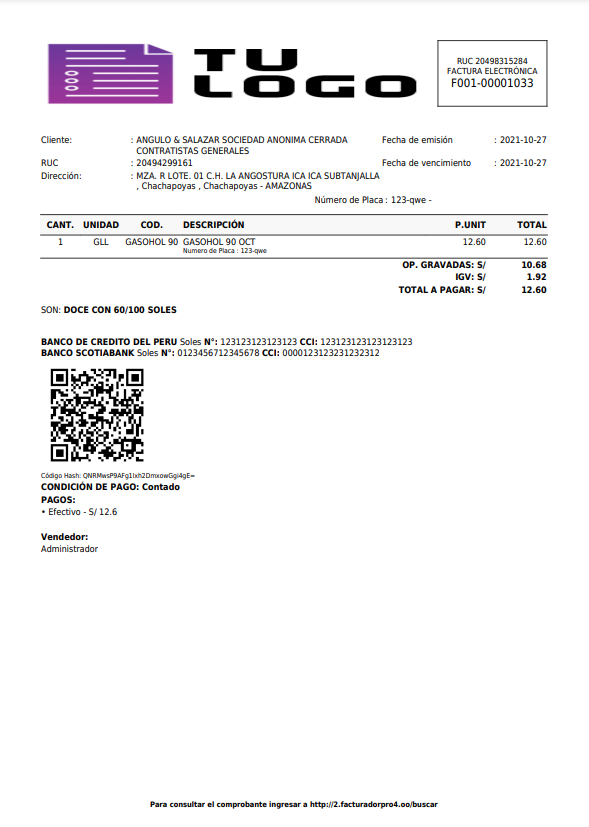 TU
LOGO
RUC 20498315284
FACTURA ELECTRÓNICA
F001-00001033
Cliente: : ANGULO & SALAZAR SOCIEDAD ANONIMA CERRADA Fecha de emisión : 2021-10-27
CONTRATISTAS GENERALES
RUC : 20494299161 Fecha de vencimiento : 2021-10-27
Dirección: : MZA. R LOTE. 01 C.H. LA ANGOSTURA ICA ICA SUBTANJALLA
, Chachapoyas , Chachapoyas - AMAZONAS
Número de Placa : 123-qwe -
CANT. UNIDAD COD. DESCRIPCIÓN P.UNIT TOTAL
1 GLL GASOHOL 90 GASOHOL 90 OCT 12.60 12.60
Numero de Placa : 123-qwe
OP. GRAVADAS: S/ 10.68
IGV: S/ 1.92
TOTAL A PAGAR: S/ 12.60
SON: DOCE CON 60/100 SOLES
BANCO DE CREDITO DEL PERU Soles N°: 123123123123123 CCI: 123123123123123123
BANCO SCOTIABANK Soles N°: 0123456712345678 CCI: 0000123123231232312
Código Hash: QNRMwsP9AFg1lxh2DmxowGgi4gE=
CONDICIÓN DE PAGO: Contado
PAGOS:
• Efectivo - S/ 12.6
Vendedor:
Administrador
Para consultar el comprobante ingresar a http://2.facturadorpro4.oo/buscar